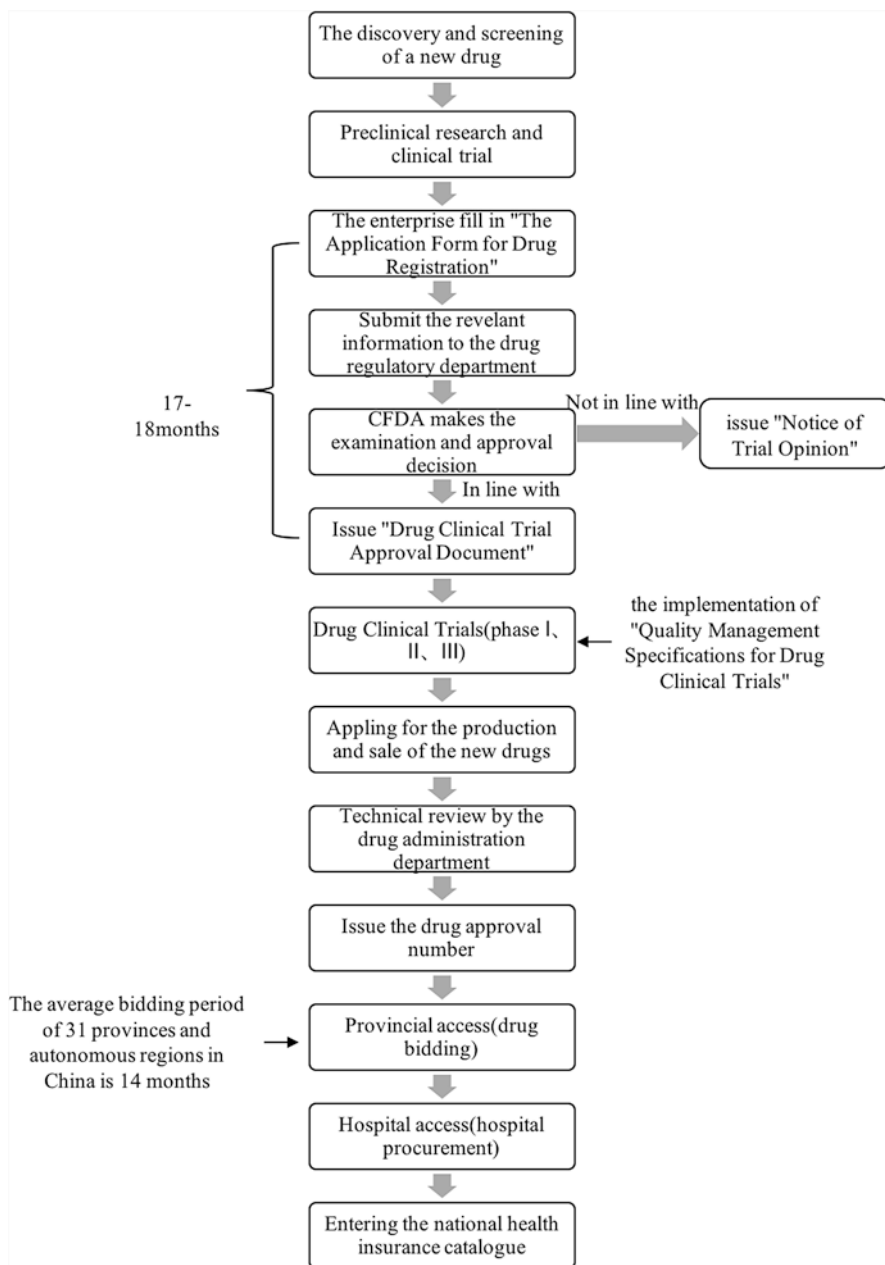 The discovery and screening
of a new drug
Preclinical research and
clinical trial
The enterprise fill in "The
Application Form for Drug
Registration"
Submit the revelant
information to the drug
regulatory department
17-
18months
CFDA makes the
examination and approval
decision
Not in line with
issue "Notice of
Trial Opinion"
In line with
Issue "Drug Clinical Trial
Approval Document"
Drug Clinical Trials(phase Ⅰ、
Ⅱ、Ⅲ)
the implementation of
"Quality Management
Specifications for Drug
Clinical Trials"
Appling for the production
and sale of the new drugs
Technical review by the
drug administration
department
Issue the drug approval
number
The average bidding period
of 31 provinces and
autonomous regions in
China is 14 months
Provincial access(drug
bidding)
Hospital access(hospital
procurement)
Entering the national health
insurance catalogue